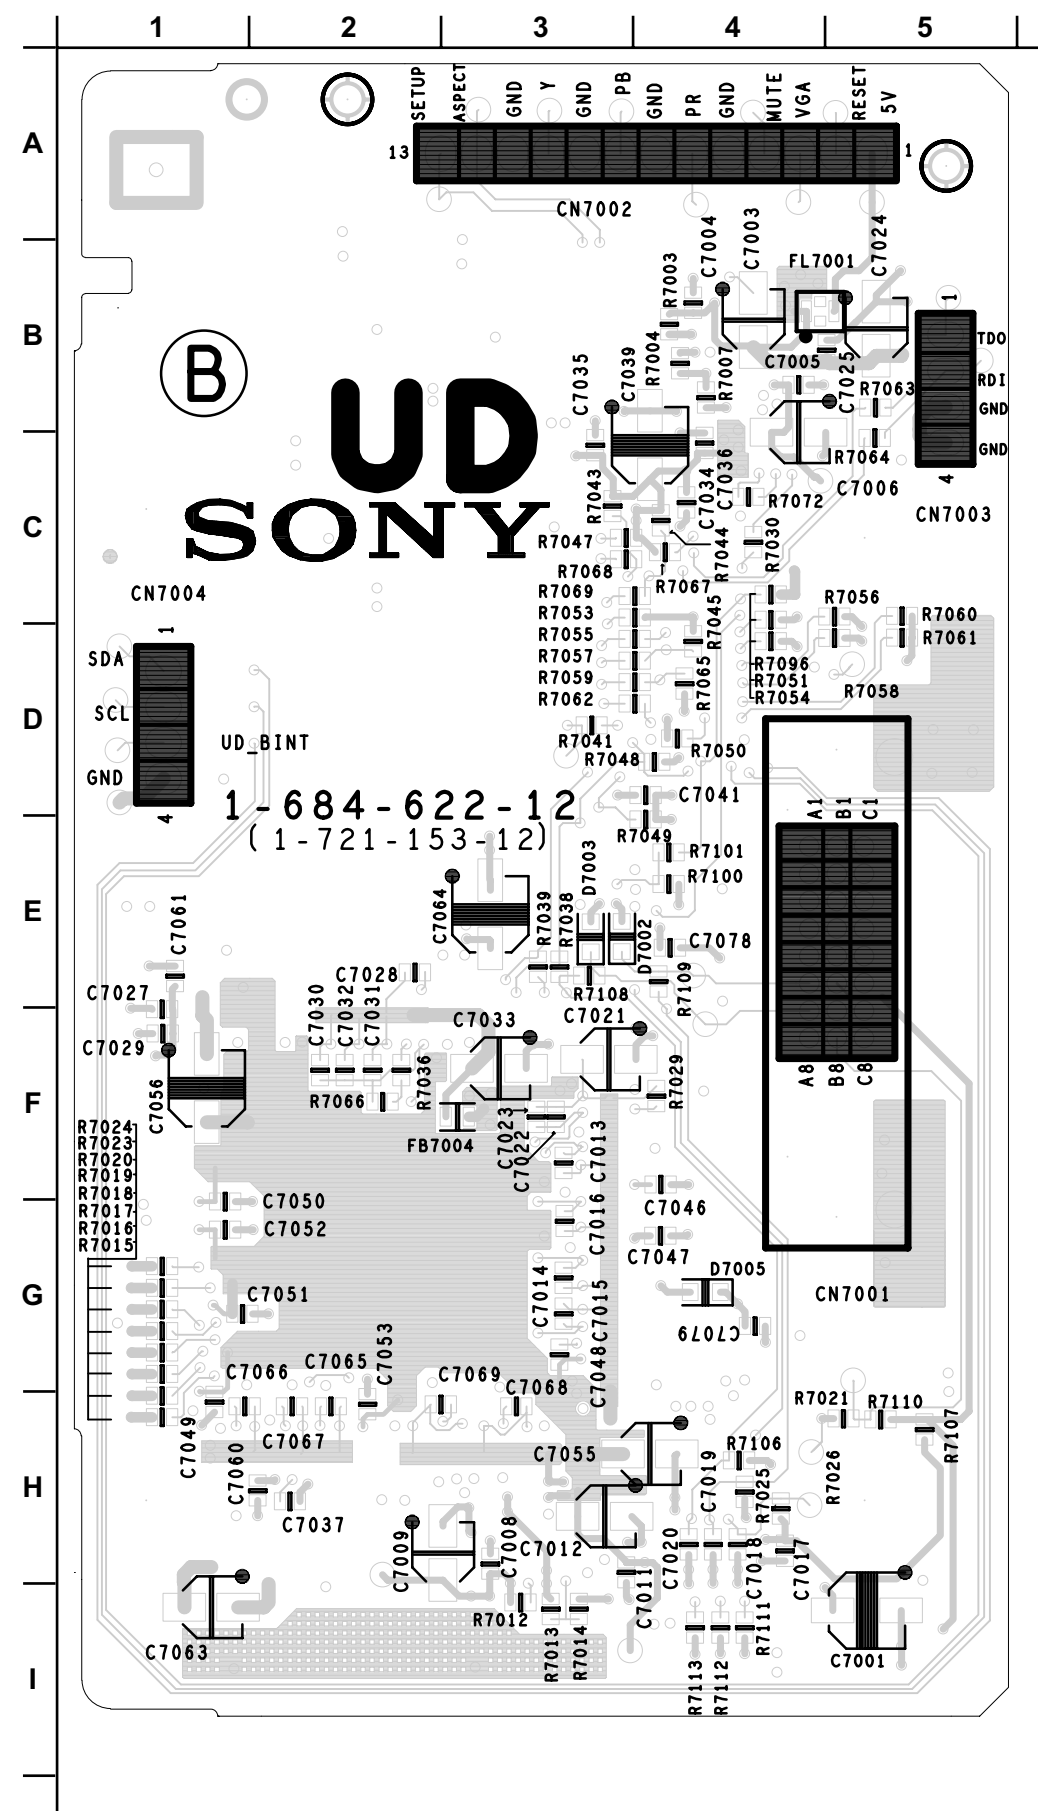 1 2 3 4 5
SETUP ASPECT GND Y GND PB GND PR GND MUTE VGA RESET 5V
A
13 1
CN7002
C7004 C7003 C7024
R7003 FL7001
1
B
TDO
B
R7004 C7005
C7035 C7039 R7007 C7025
RDI
R7063
GND
UD
GND
R7064
C7036 C7006 4
R7043 C7034 R7072
SONY
C
CN7003
R7047 R7044 R7030
R7068 R7067
CN7004 R7069 R7056
R7053 R7045 R7060
1 R7055 R7061
SDA R7057 R7096
R7059 R7065 R7051
R7062 R7054 R7058
SCL
D
UD_BINT R7041 R7050
R7048
GND
C7041
1-684-622-12
4 A1 B1 C1
(1-721-153-12)
R7049
D7003 R7101
R7100
E
C7061 C7064 R7039 R7038
D7002 C7078
C7028
C7027 R7108 R7109
C7030 C7032 C7031 C7033 C7021
C7029
C7056 R7066 R7036 R7029 A8 B8 C8
F
R7024 FB7004 C7023 C7022 C7013
R7023
R7020
R7019
R7018
C7050 C7046
R7017
C7016
R7016 C7052
R7015
C7047
D7005
G
C7051 C7014 C7015 CN7001
C7079
C7066 C7065 C7053 C7069 C7068 C7048
R7021 R7110
C7049 C7067 C7055 R7106 R7107
C7060 C7019 R7025 R7026
H
C7037
C7009 C7008 C7012 C7020 C7018 C7017
C7011
R7012 R7111
C7063 R7013 R7014 C7001
I
R7113 R7112